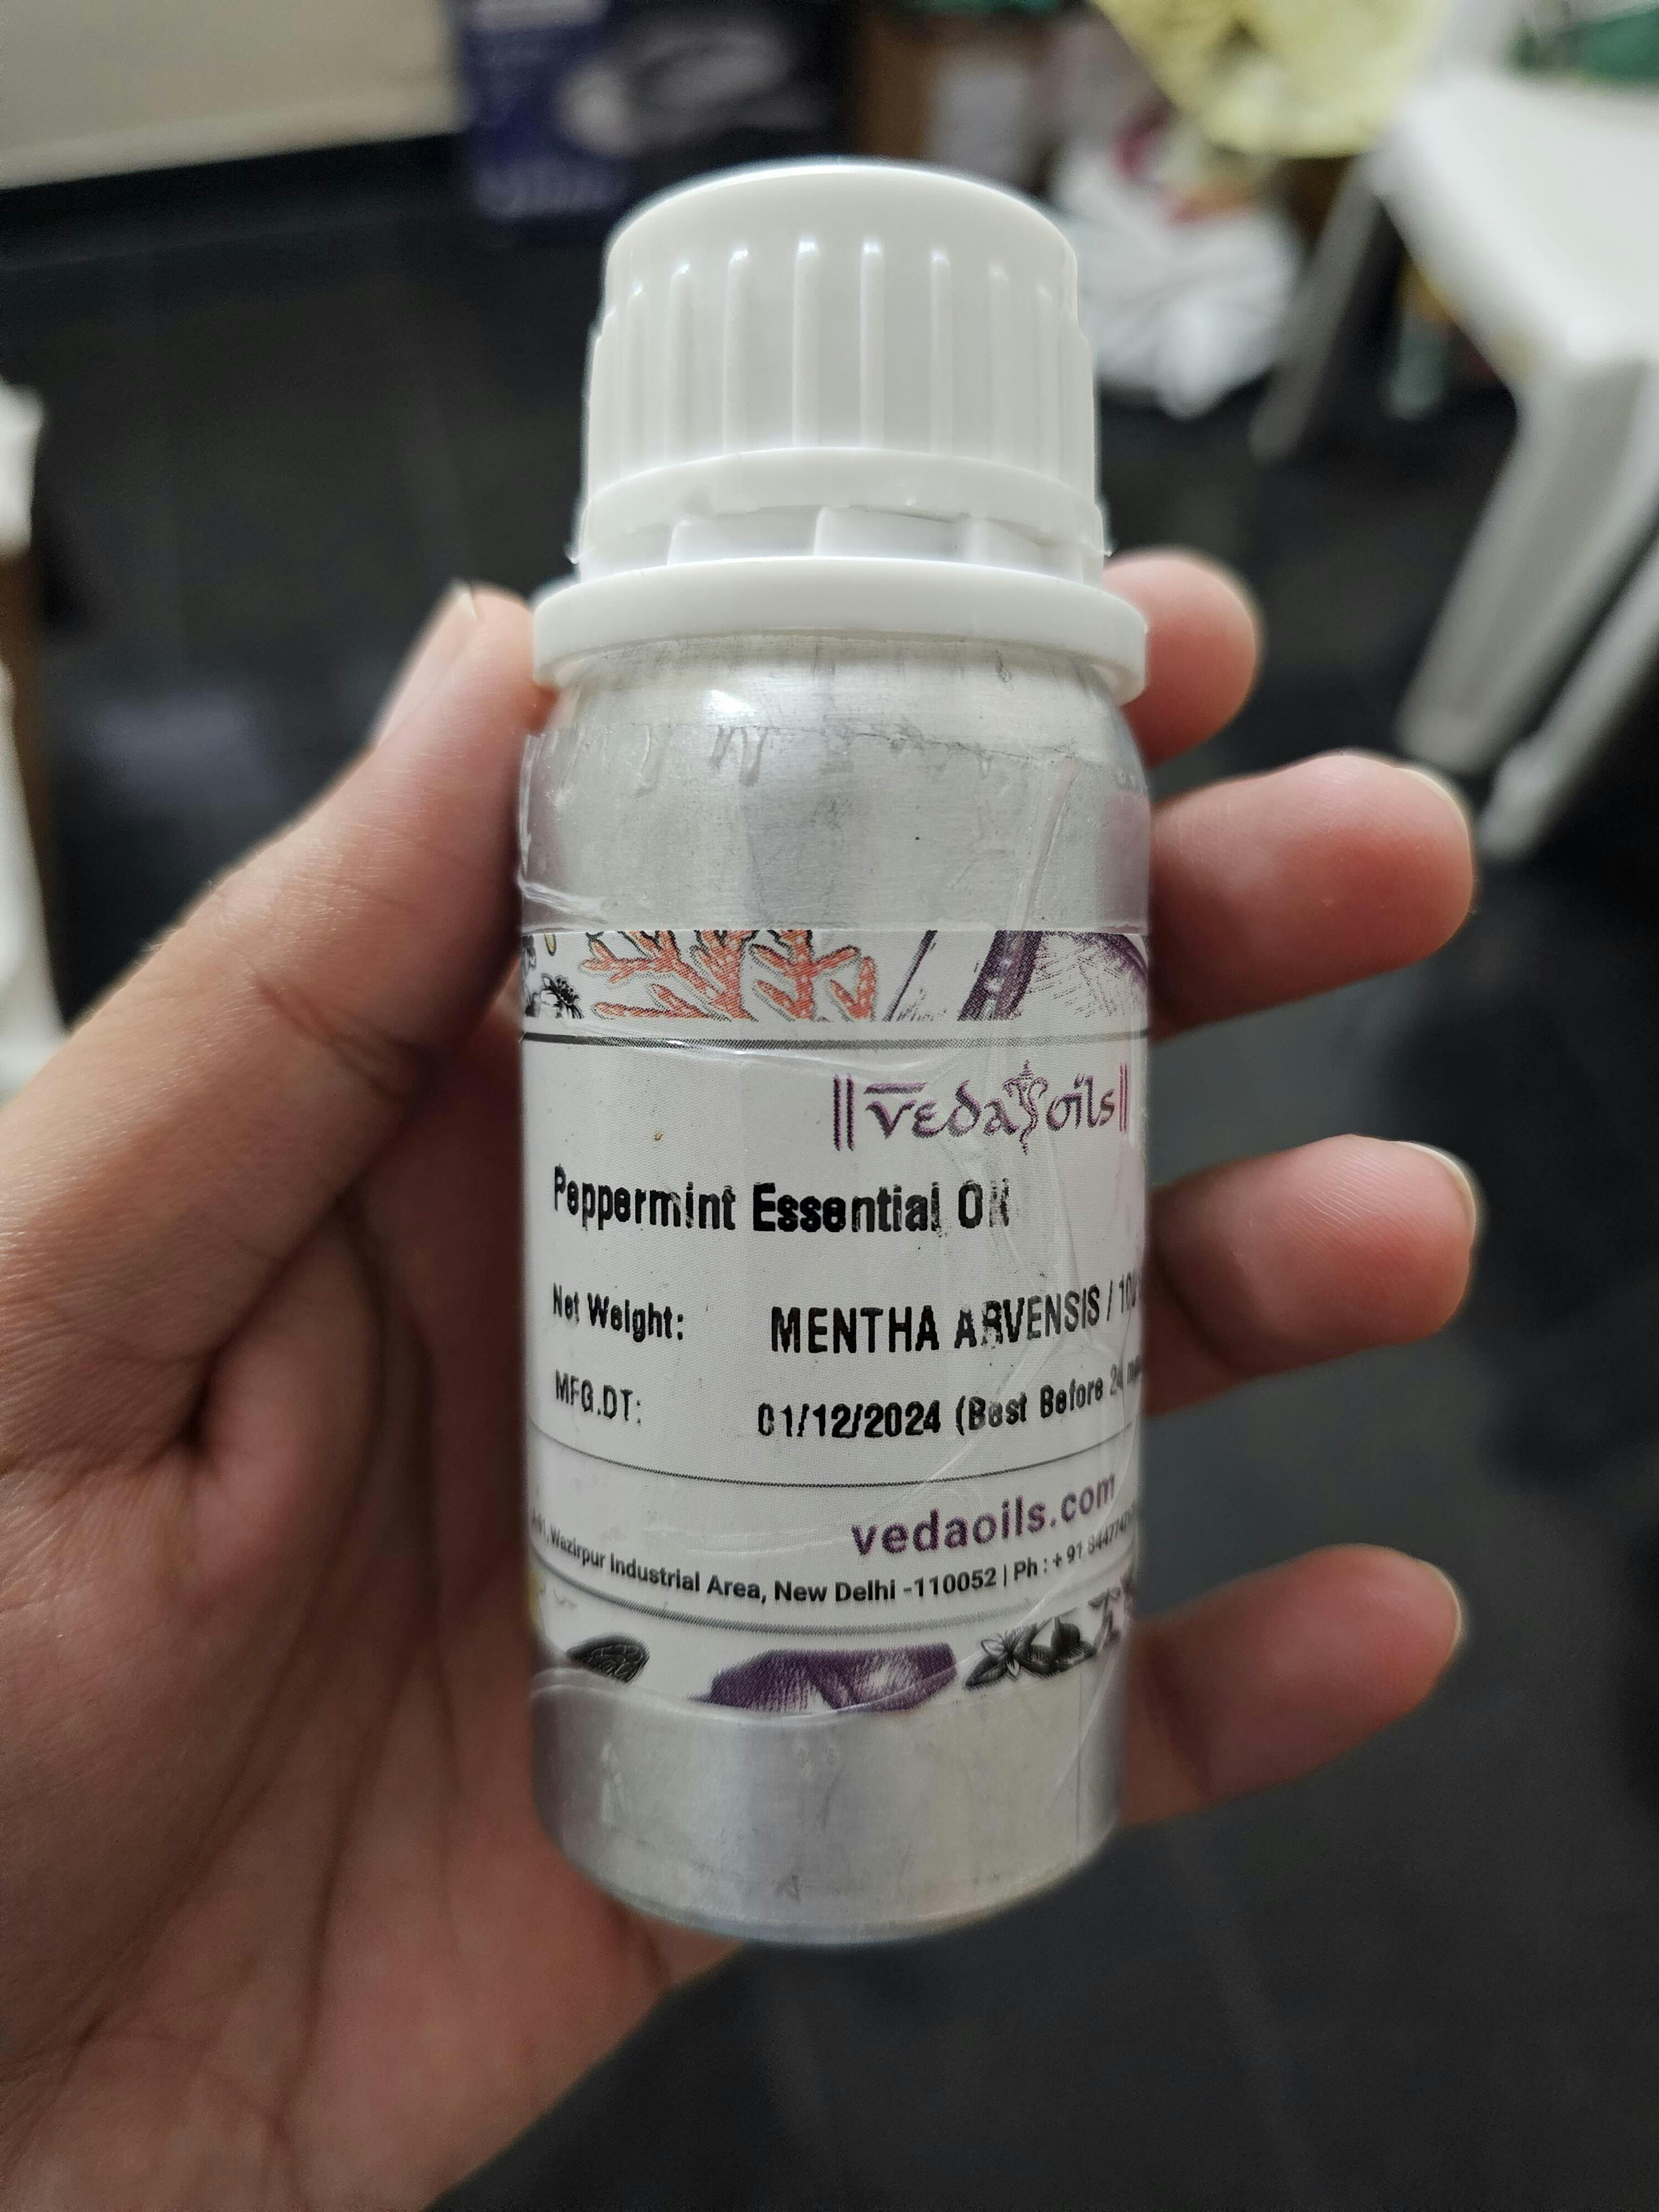 ||vedaoils||
Peppermint Essential Oil
Net Weight: MENTHA ARVENSIS /
MFG.DT: 01/12/2024 (Best Before 24
vedaoils.com
Wazirpur Industrial Area, New Delhi -110052 | Ph : + 91